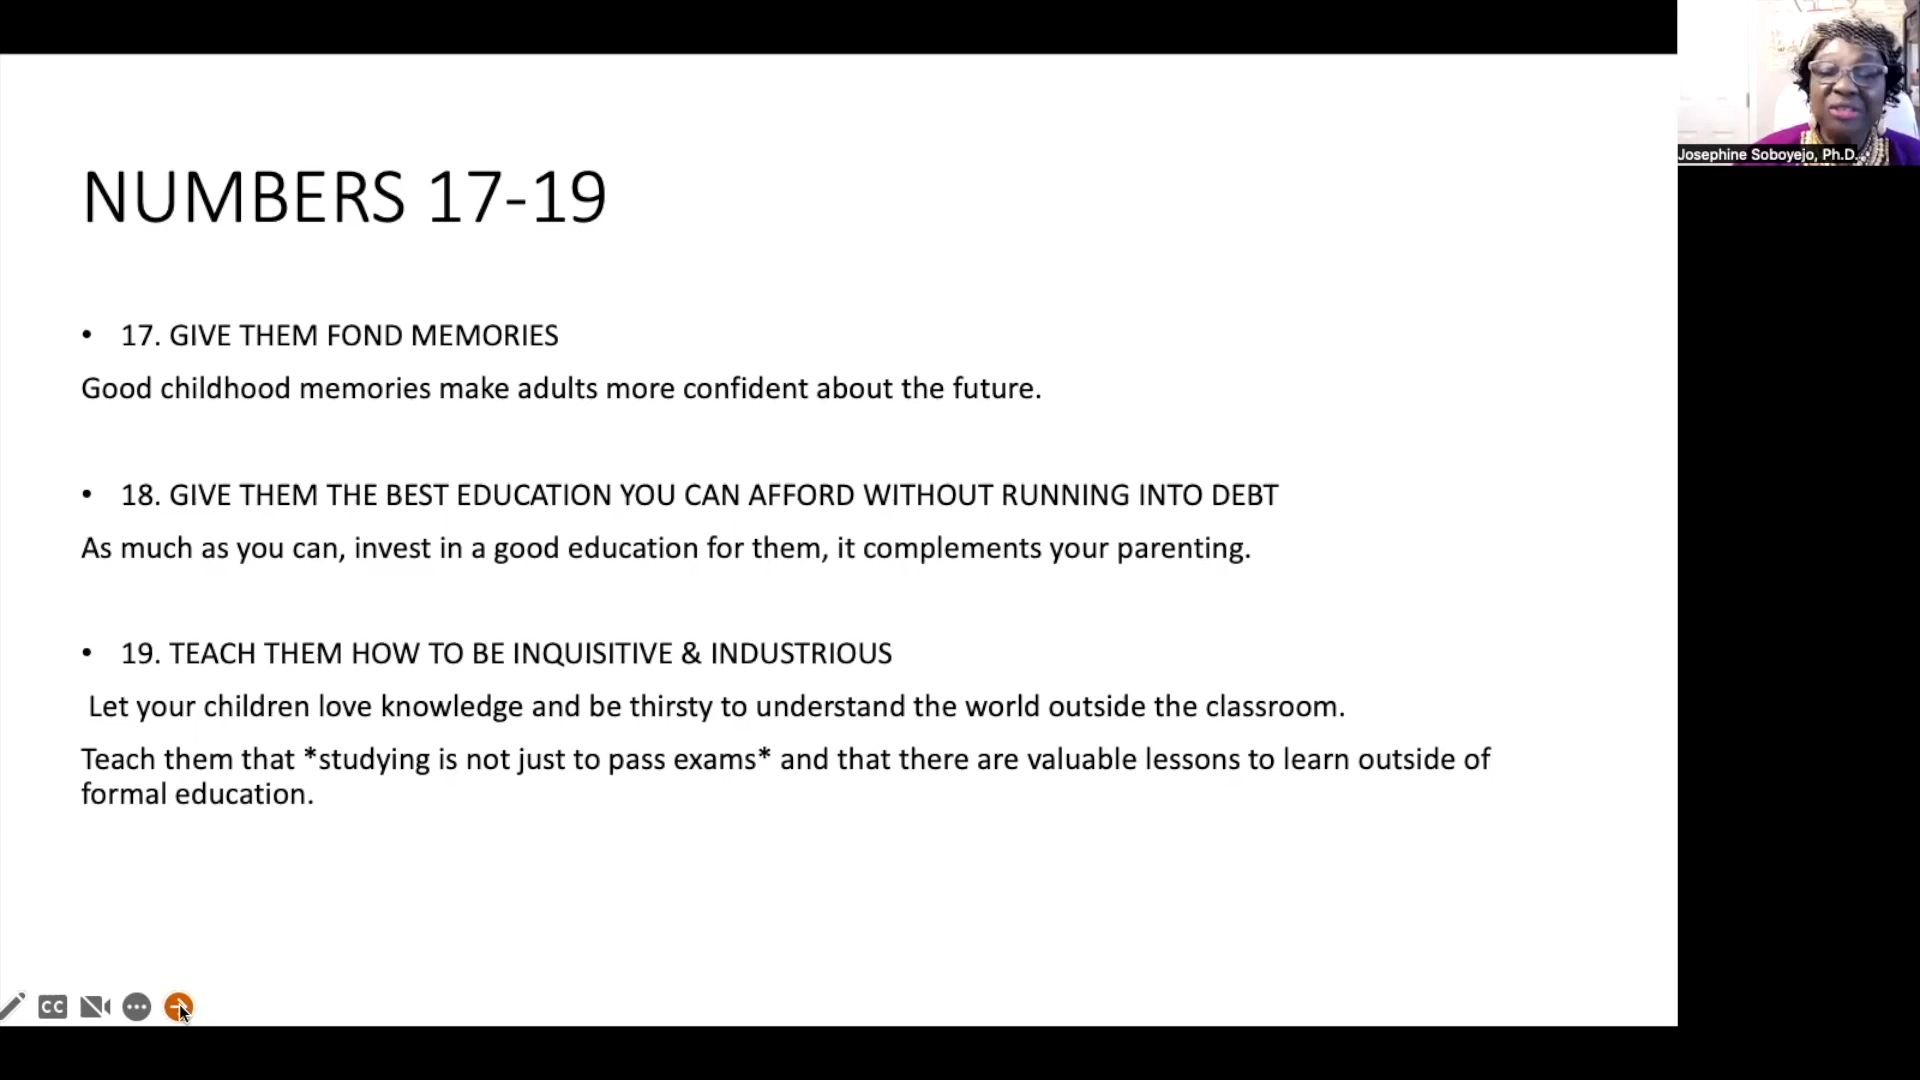 NUMBERS 17-19
• 17. GIVE THEM FOND MEMORIES
Good childhood memories make adults more confident about the future.
• 18. GIVE THEM THE BEST EDUCATION YOU CAN AFFORD WITHOUT RUNNING INTO DEBT
As much as you can, invest in a good education for them, it complements your parenting.
• 19. TEACH THEM HOW TO BE INQUISITIVE & INDUSTRIOUS
Let your children love knowledge and be thirsty to understand the world outside the classroom.
Teach them that *studying is not just to pass exams* and that there are valuable lessons to learn outside of
formal education.
Josephine Soboyejo, Ph.D...
CC